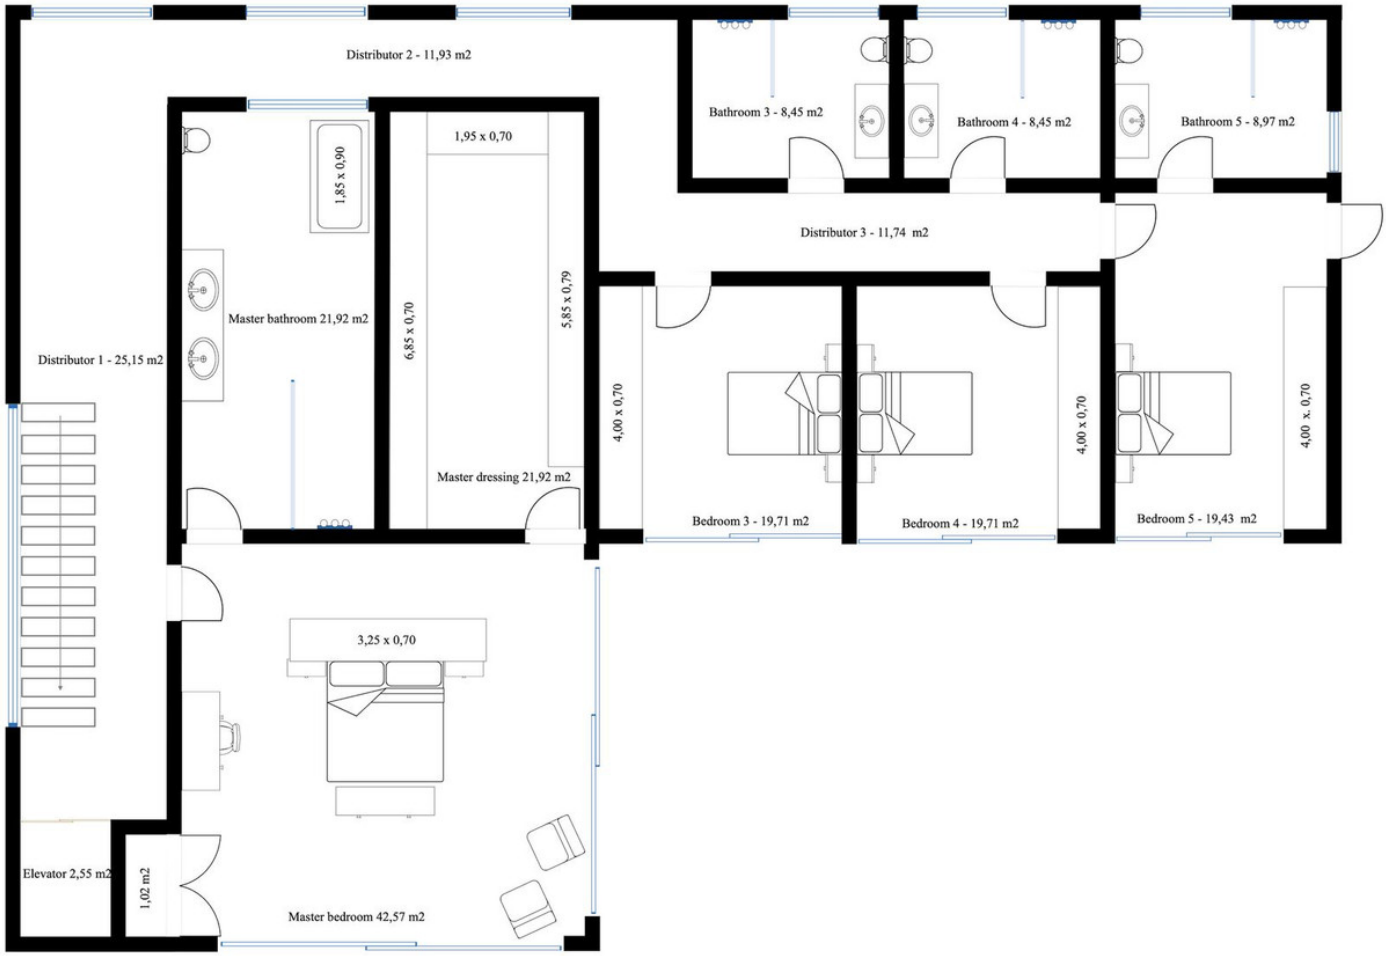 Distributor 2 - 11,93 m2
Bathroom 3 - 8,45 m2
Bathroom 4 - 8,45 m2
Bathroom 5 - 8,97 m2
1,95 x 0,70
1,85 x 0,90
Distributor 3 - 11,74 m2
Master bathroom 21,92 m2
6,85 x 0,70
5,85 x 0,79
Distributor 1 - 25,15 m2
4,00 x 0,70
4,00 x 0,70
4,00 x. 0,70
Master dressing 21,92 m2
Bedroom 3 - 19,71 m2
Bedroom 4 - 19,71 m2
Bedroom 5 - 19,43 m2
3,25 x 0,70
Elevator 2,55 m2
1,02 m2
Master bedroom 42,57 m2